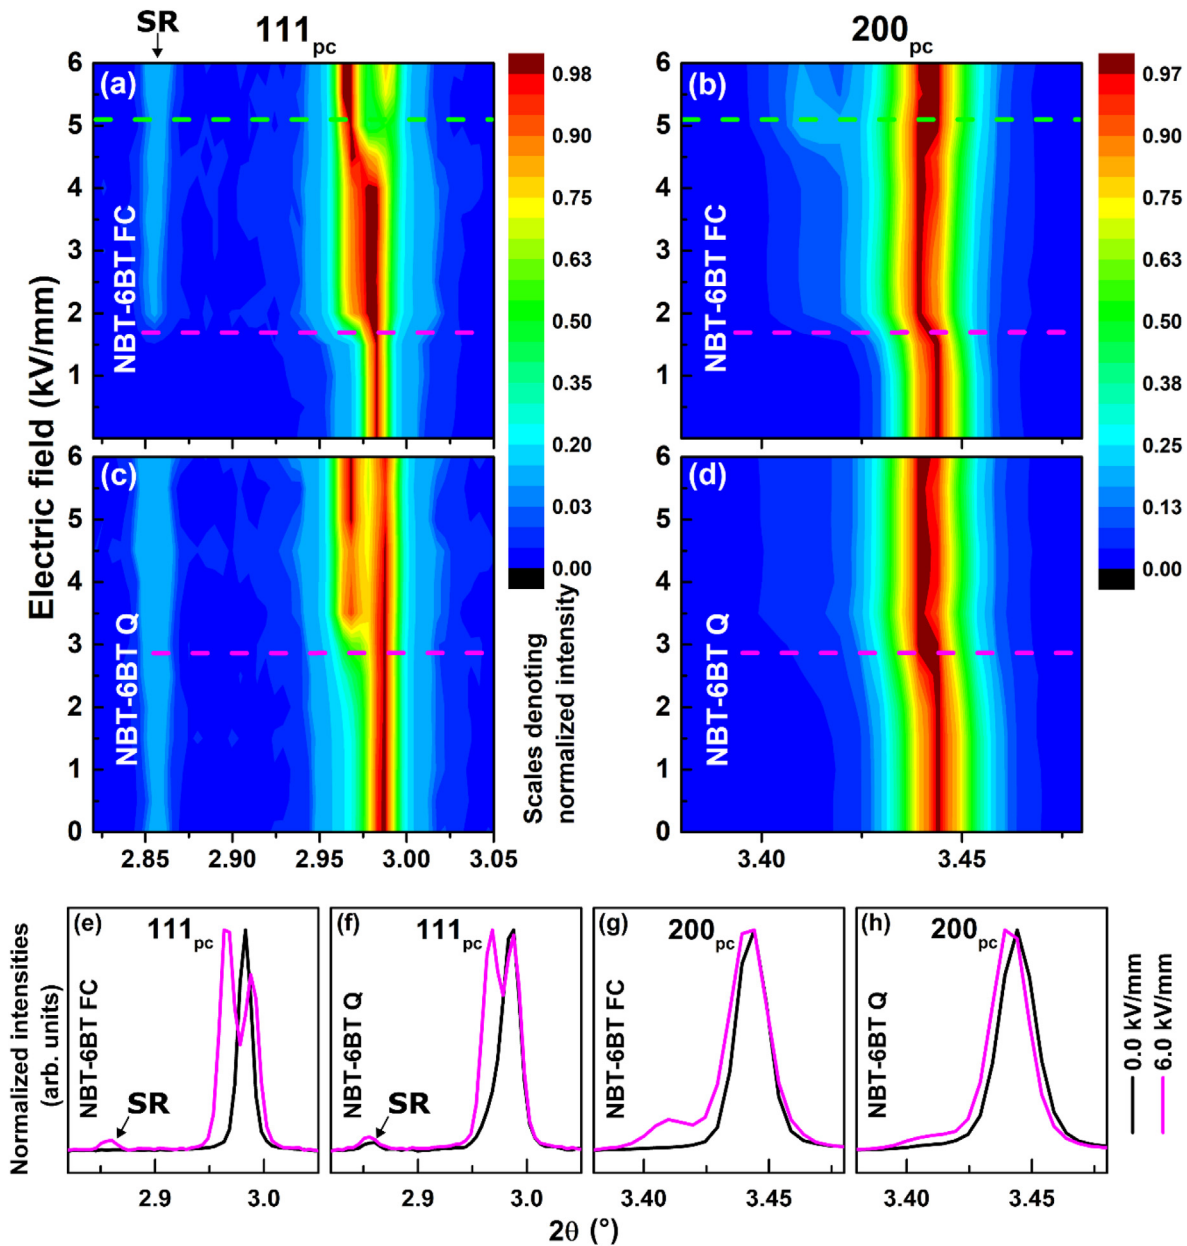 SR
111pc
200pc
(a)
(b)
(c)
(d)
NBT-6BT FC
NBT-6BT FC
NBT-6BT Q
NBT-6BT Q
Electric field (kV/mm)
6
5
4
3
2
1
6
5
4
3
2
1
0
6
5
4
3
2
1
6
5
4
3
2
1
0
0.98
0.90
0.75
0.63
0.50
0.35
0.20
0.03
0.00
0.97
0.90
0.75
0.63
0.50
0.38
0.25
0.13
0.00
Scales denoting
normalized intensity
2.85 2.90 2.95 3.00 3.05
3.40 3.45
Normalized intensities
(arb. units)
(e) 111pc
NBT-6BT FC
SR
(f) 111pc
NBT-6BT Q
SR
(g) 200pc
NBT-6BT FC
(h) 200pc
NBT-6BT Q
0.0 kV/mm
6.0 kV/mm
2.9 3.0
2.9 3.0
3.40 3.45
3.40 3.45
2θ (°)